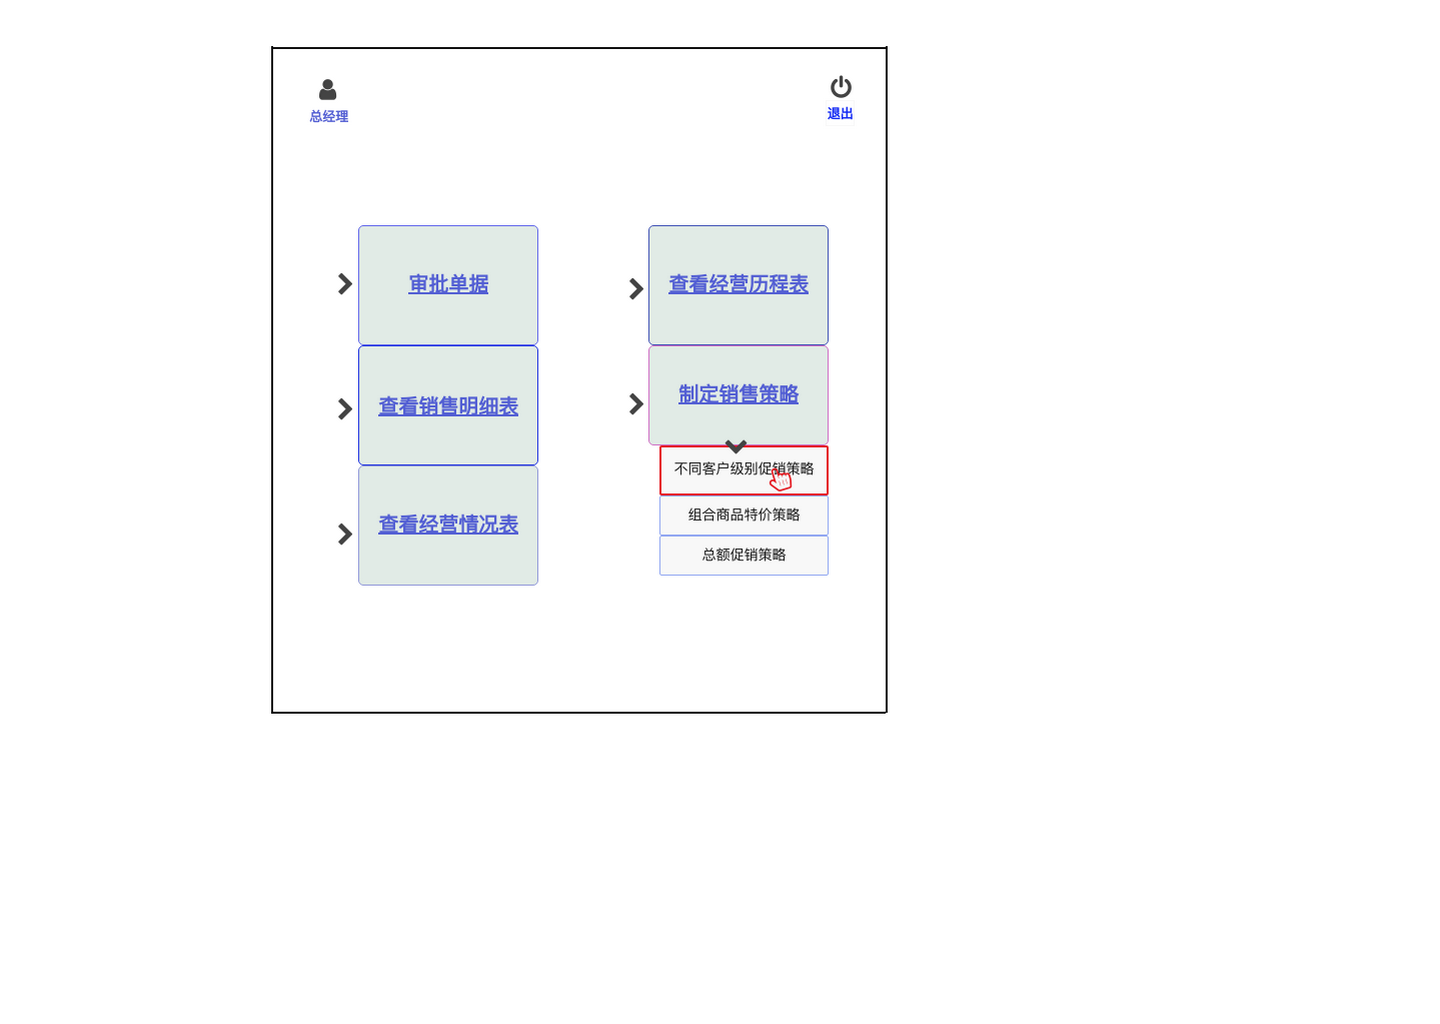 总经理
退出
审批单据
查看销售明细表
查看经营情况表
查看经营历程表
制定销售策略
不同客户级别促销策略
组合商品特价策略
总额促销策略